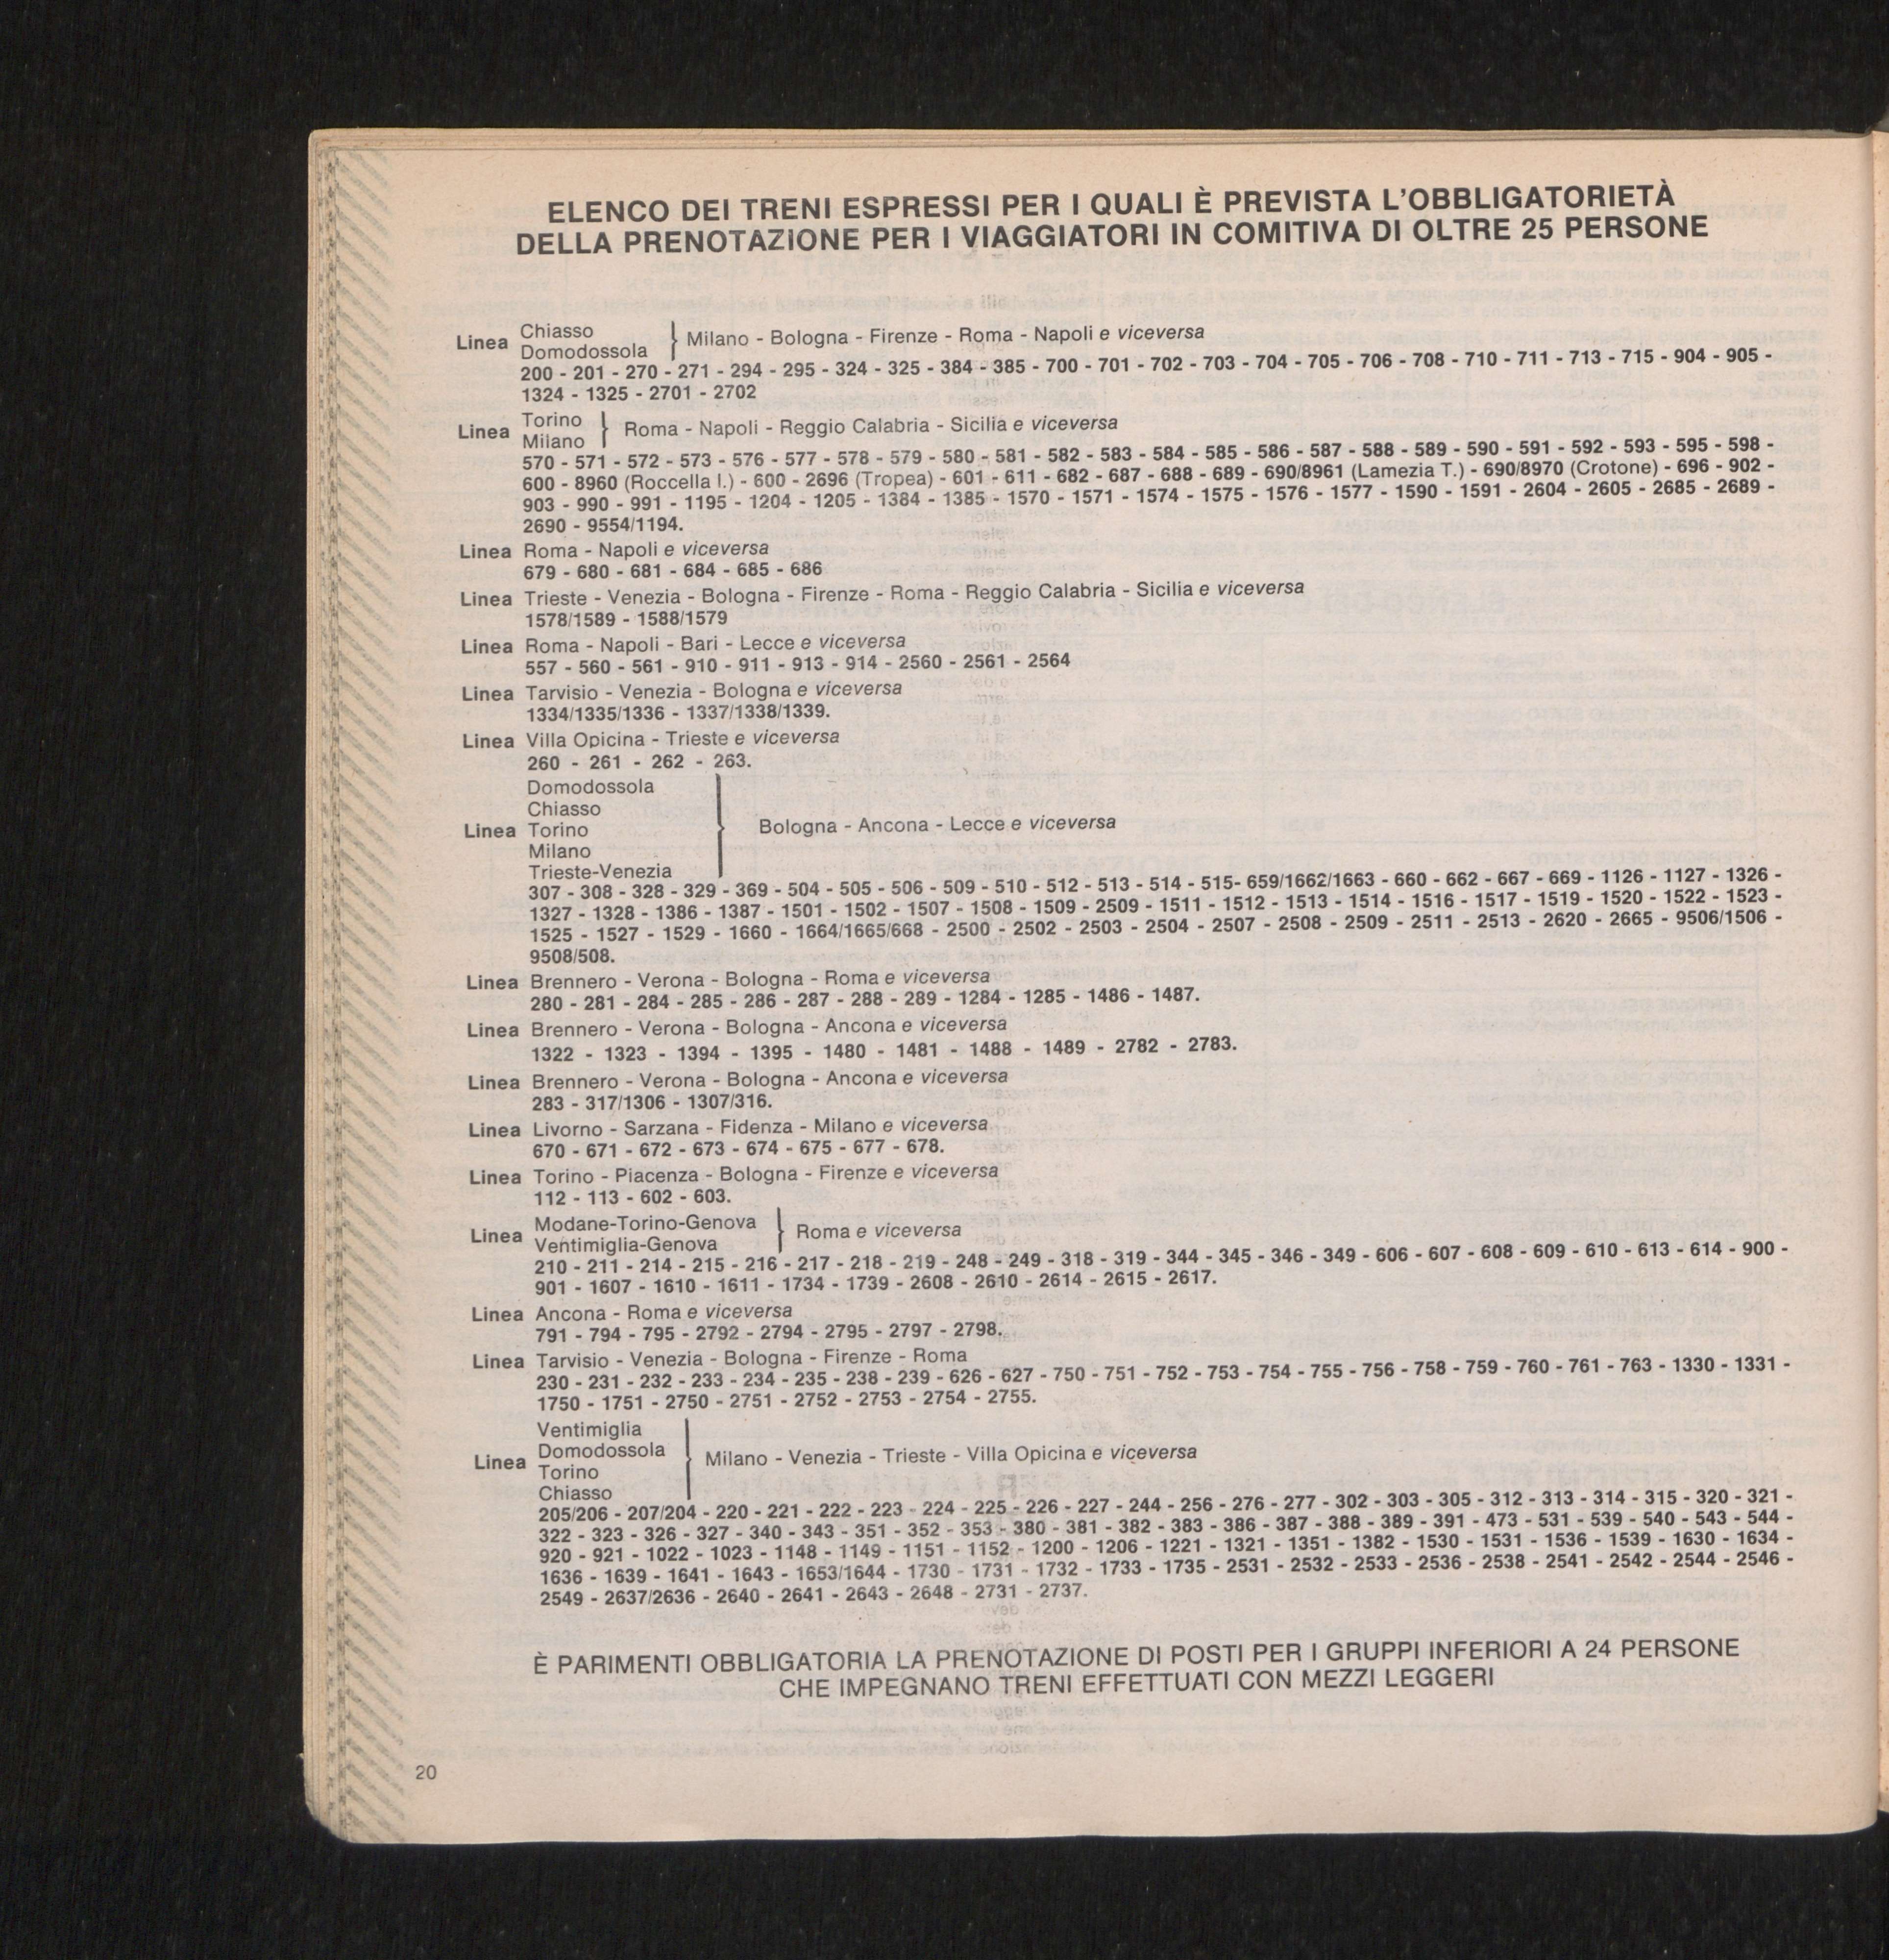 ELENCO DEI TRENI ESPRESSI PER I QUALI È PREVISTA L'OBBLIGATORIETÀ
DELLA PRENOTAZIONE PER I VIAGGIATORI IN COMITIVA DI OLTRE 25 PERSONE
Chiasso
Linea Milano - Bologna - Firenze - Roma - Napoli e viceversa
Domodossola
200 - 201 - 270 - 271 - 294 - 295 - 324 - 325 - 384 - 385 - 700 - 701 - 702 - 703 - 704 - 705 - 706 - 708 - 710 - 711 - 713 - 715 - 904 - 905 -
1324 - 1325 - 2701 - 2702
Torino
Linea Roma - Napoli - Reggio Calabria - Sicilia e viceversa
Milano
570 - 571 - 572 - 573 - 576 - 577 - 578 - 579 - 580 - 581 - 582 - 583 - 584 - 585 - 586 - 587 - 588 - 589 - 590 - 591 - 592 - 593 - 595 - 598 -
600 - 8960 (Roccella I.) - 600 - 2696 (Tropea) - 601 - 611 - 682 - 687 - 688 - 689 - 690/8961 (Lamezia T.) - 690/8970 (Crotone) - 696 - 902 -
903 - 990 - 991 - 1195 - 1204 - 1205 - 1384 - 1385 - 1570 - 1571 - 1574 - 1575 - 1576 - 1577 - 1590 - 1591 - 2604 - 2605 - 2685 - 2689 -
2690 - 9554/1194.
Linea Roma - Napoli e viceversa
679 - 680 - 681 - 684 - 685 - 686
Linea Trieste - Venezia - Bologna - Firenze - Roma - Reggio Calabria - Sicilia e viceversa
1578/1589 - 1588/1579
Linea Roma - Napoli - Bari - Lecce e viceversa
557 - 560 - 561 - 910 - 911 - 913 - 914 - 2560 - 2561 - 2564
Linea Tarvisio - Venezia - Bologna e viceversa
1334/1335/1336 - 1337/1338/1339.
Linea Villa Opicina - Trieste e viceversa
260 - 261 - 262 - 263.
Domodossola
Chiasso
Linea Torino Bologna - Ancona - Lecce e viceversa
Milano
Trieste-Venezia
307 - 308 - 328 - 329 - 369 - 504 - 505 - 506 - 509 - 510 - 512 - 513 - 514 - 515- 659/1662/1663 - 660 - 662 - 667 - 669 - 1126 - 1127 - 1326 -
1327 - 1328 - 1386 - 1387 - 1501 - 1502 - 1507 - 1508 - 1509 - 2509 - 1511 - 1512 - 1513 - 1514 - 1516 - 1517 - 1519 - 1520 - 1522 - 1523 -
1525 - 1527 - 1529 - 1660 - 1664/1665/668 - 2500 - 2502 - 2503 - 2504 - 2507 - 2508 - 2509 - 2511 - 2513 - 2620 - 2665 - 9506/1506 -
9508/508.
Linea Brennero - Verona - Bologna - Roma e viceversa
280 - 281 - 284 - 285 - 286 - 287 - 288 - 289 - 1284 - 1285 - 1486 - 1487.
Linea Brennero - Verona - Bologna - Ancona e viceversa
1322 - 1323 - 1394 - 1395 - 1480 - 1481 - 1488 - 1489 - 2782 - 2783.
Linea Brennero - Verona - Bologna - Ancona e viceversa
283 - 317/1306 - 1307/316.
Linea Livorno - Sarzana - Fidenza - Milano e viceversa
670 - 671 - 672 - 673 - 674 - 675 - 677 - 678.
Linea Torino - Piacenza - Bologna - Firenze e viceversa
112 - 113 - 602 - 603.
Modane-Torino-Genova
Linea Roma e viceversa
Ventimiglia-Genova
210 - 211 - 214 - 215 - 216 - 217 - 218 - 219 - 248 - 249 - 318 - 319 - 344 - 345 - 346 - 349 - 606 - 607 - 608 - 609 - 610 - 613 - 614 - 900 -
901 - 1607 - 1610 - 1611 - 1734 - 1739 - 2608 - 2610 - 2614 - 2615 - 2617.
Linea Ancona - Roma e viceversa
791 - 794 - 795 - 2792 - 2794 - 2795 - 2797 - 2798.
Linea Tarvisio - Venezia - Bologna - Firenze - Roma
230 - 231 - 232 - 233 - 234 - 235 - 238 - 239 - 626 - 627 - 750 - 751 - 752 - 753 - 754 - 755 - 756 - 758 - 759 - 760 - 761 - 763 - 1330 - 1331 -
1750 - 1751 - 2750 - 2751 - 2752 - 2753 - 2754 - 2755.
Ventimiglia
Domodossola
Linea Milano - Venezia - Trieste - Villa Opicina e viceversa
Torino
Chiasso
205/206 - 207/204 - 220 - 221 - 222 - 223 - 224 - 225 - 226 - 227 - 244 - 256 - 276 - 277 - 302 - 303 - 305 - 312 - 313 - 314 - 315 - 320 - 321 -
322 - 323 - 326 - 327 - 340 - 343 - 351 - 352 - 353 - 380 - 381 - 382 - 383 - 386 - 387 - 388 - 389 - 391 - 473 - 531 - 539 - 540 - 543 - 544 -
920 - 921 - 1022 - 1023 - 1148 - 1149 - 1151 - 1152 - 1200 - 1206 - 1221 - 1321 - 1351 - 1382 - 1530 - 1531 - 1536 - 1539 - 1630 - 1634 -
1636 - 1639 - 1641 - 1643 - 1653/1644 - 1730 - 1731 - 1732 - 1733 - 1735 - 2531 - 2532 - 2533 - 2536 - 2538 - 2541 - 2542 - 2544 - 2546 -
2549 - 2637/2636 - 2640 - 2641 - 2643 - 2648 - 2731 - 2737.
È PARIMENTI OBBLIGATORIA LA PRENOTAZIONE DI POSTI PER I GRUPPI INFERIORI A 24 PERSONE
CHE IMPEGNANO TRENI EFFETTUATI CON MEZZI LEGGERI
20